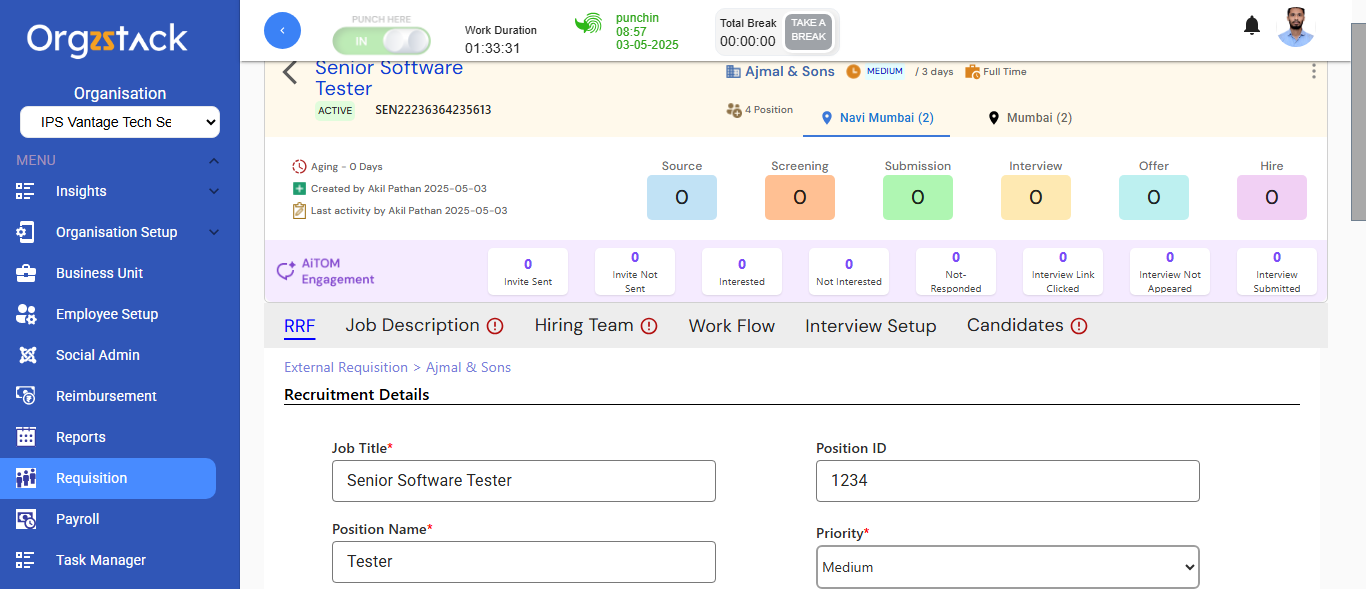 Orgzstack
Organisation
IPS Vantage Tech Se
MENU
Insights
Organisation Setup
Business Unit
Employee Setup
Social Admin
Reimbursement
Reports
Requisition
Payroll
Task Manager
PUNCH HERE
IN
Work Duration
01:33:31
punchin
08:57
03-05-2025
Total Break
00:00:00
TAKE A
BREAK
Senior Software
Tester
ACTIVE
SEN22236364235613
Ajmal & Sons
MEDIUM
/ 3 days
Full Time
4 Position
Navi Mumbai (2)
Mumbai (2)
Aging - 0 Days
Created by Akil Pathan 2025-05-03
Last activity by Akil Pathan 2025-05-03
Source
0
Screening
0
Submission
0
Interview
0
Offer
0
Hire
0
AiTOM
Engagement
0
Invite Sent
0
Invite Not
Sent
0
Interested
0
Not Interested
0
Not-
Responded
0
Interview Link
Clicked
0
Interview Not
Appeared
0
Interview
Submitted
RRF
Job Description
Hiring Team
Work Flow
Interview Setup
Candidates
External Requisition > Ajmal & Sons
Recruitment Details
Job Title*
Senior Software Tester
Position ID
1234
Position Name*
Tester
Priority*
Medium